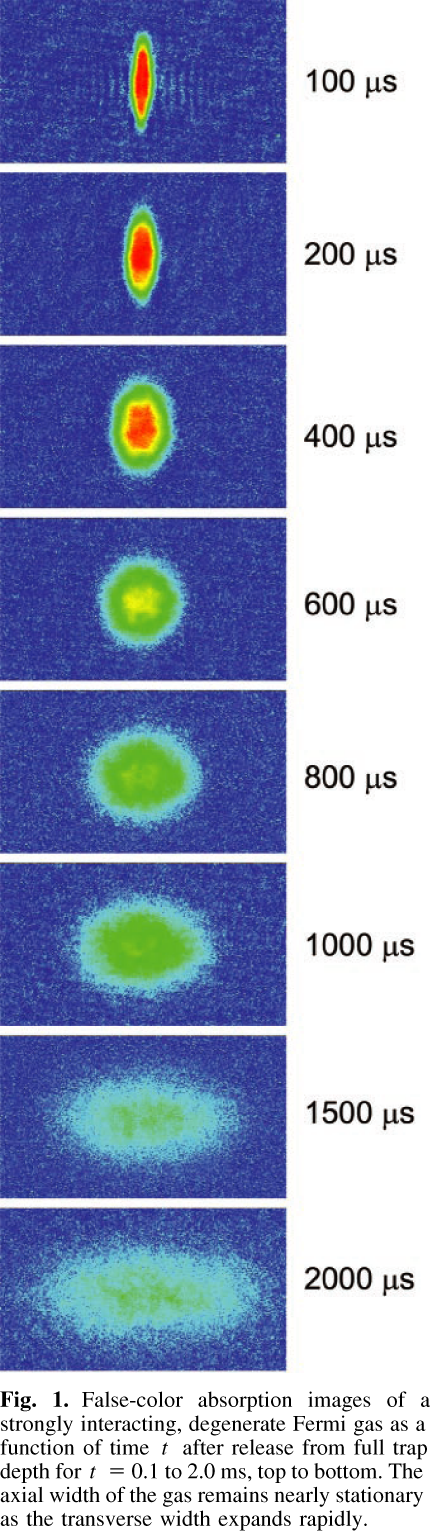 100 μs
200 μs
400 μs
600 μs
800 μs
1000 μs
1500 μs
2000 μs
Fig. 1. False-color absorption images of a
strongly interacting, degenerate Fermi gas as a
function of time t after release from full trap
depth for t = 0.1 to 2.0 ms, top to bottom. The
axial width of the gas remains nearly stationary
as the transverse width expands rapidly.